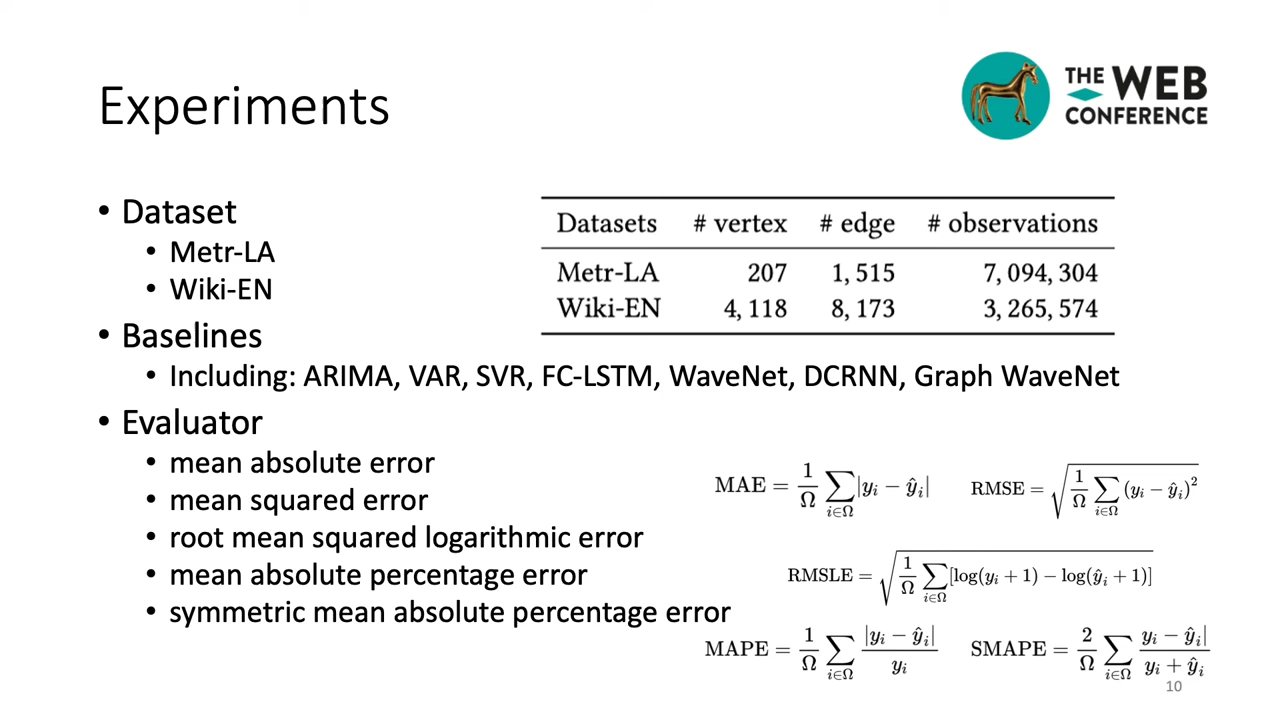 Experiments
THE WEB
CONFERENCE
• Dataset
• Metr-LA
• Wiki-EN
Datasets # vertex # edge # observations
Metr-LA 207 1,515 7,094,304
Wiki-EN 4,118 8,173 3,265,574
• Baselines
• Including: ARIMA, VAR, SVR, FC-LSTM, WaveNet, DCRNN, Graph WaveNet
• Evaluator
• mean absolute error
• mean squared error
• root mean squared logarithmic error
• mean absolute percentage error
• symmetric mean absolute percentage error
MAE = 1/Ω ∑_{i∈Ω} |y_i − ŷ_i|
RMSE = √(1/Ω ∑_{i∈Ω} (y_i − ŷ_i)²)
RMSLE = √(1/Ω ∑_{i∈Ω} [log(y_i + 1) − log(ŷ_i + 1)])
MAPE = 1/Ω ∑_{i∈Ω} |y_i − ŷ_i| / y_i
SMAPE = 2/Ω ∑_{i∈Ω} y_i − ŷ_i| / y_i + ŷ_i
10